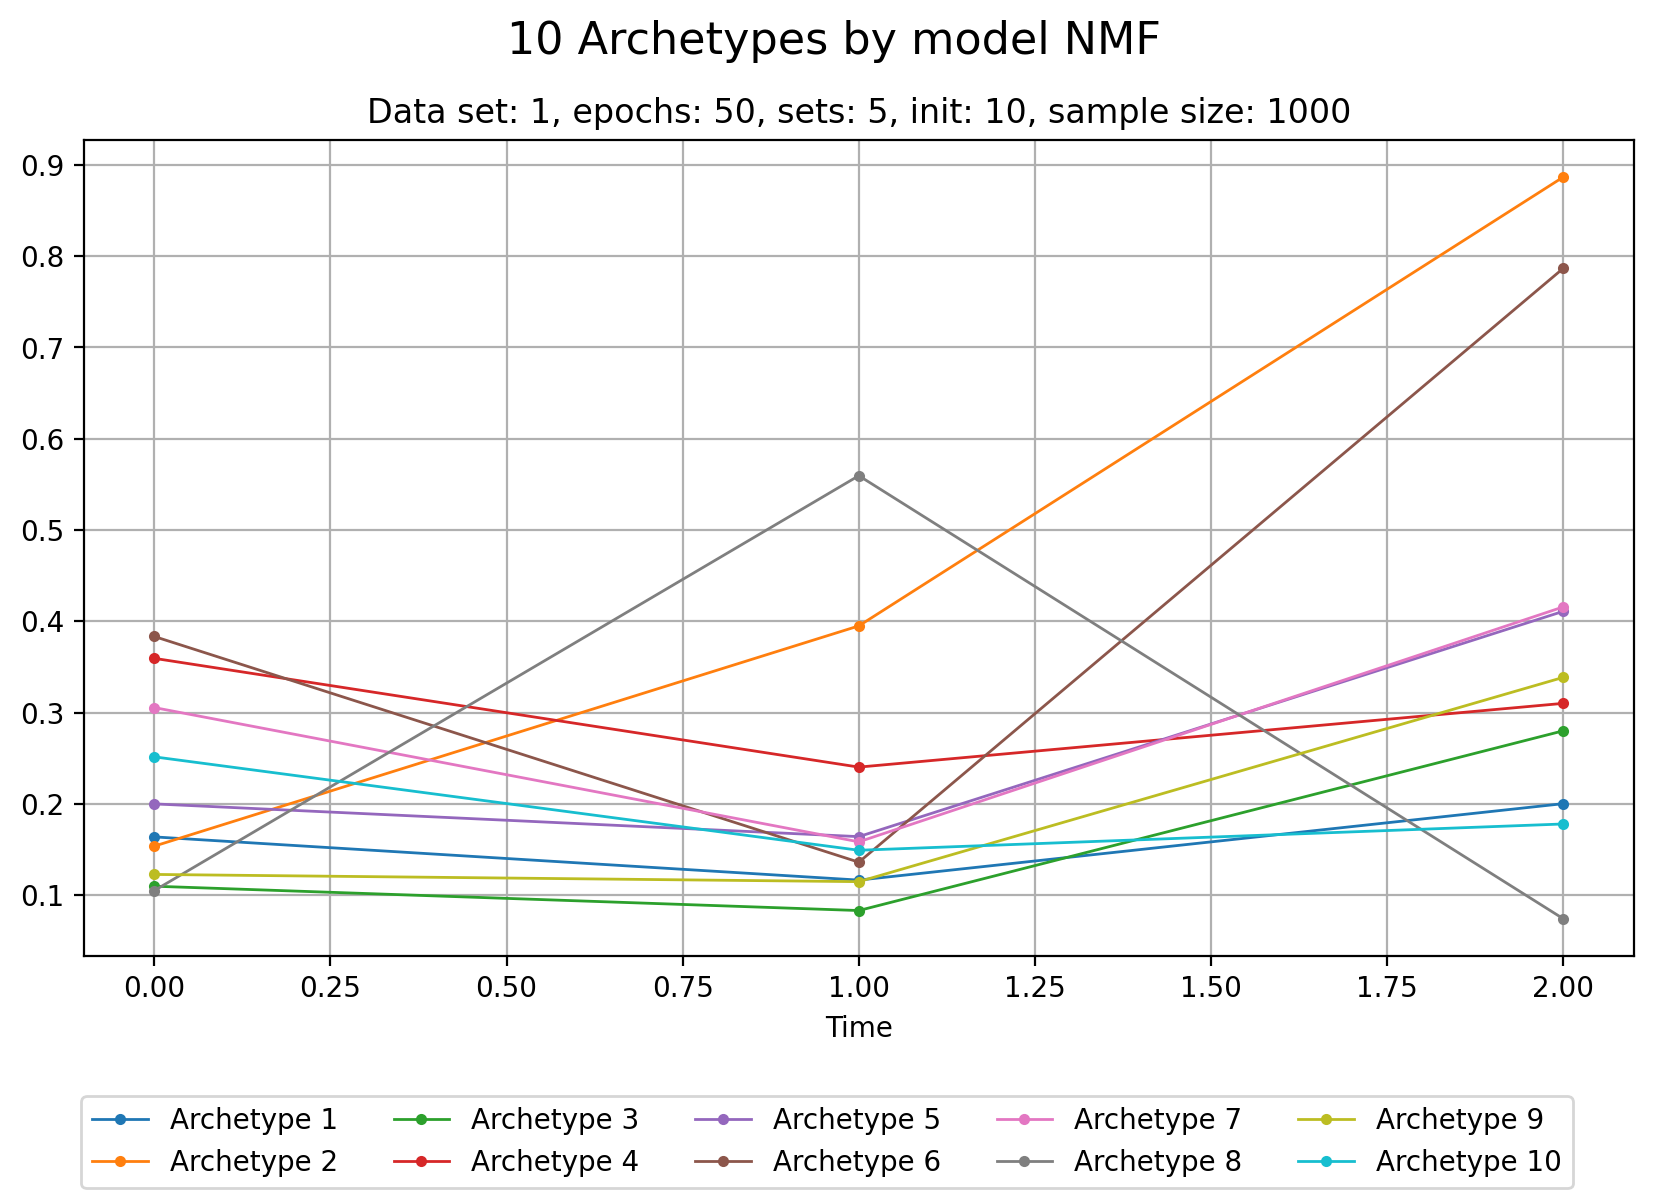 10 Archetypes by model NMF
Data set: 1, epochs: 50, sets: 5, init: 10, sample size: 1000
0.9
0.8
0.7
0.6
0.5
0.4
0.3
0.2
0.1
0.00 0.25 0.50 0.75 1.00 1.25 1.50 1.75 2.00
Time
Archetype 1 Archetype 3 Archetype 5 Archetype 7 Archetype 9
Archetype 2 Archetype 4 Archetype 6 Archetype 8 Archetype 10